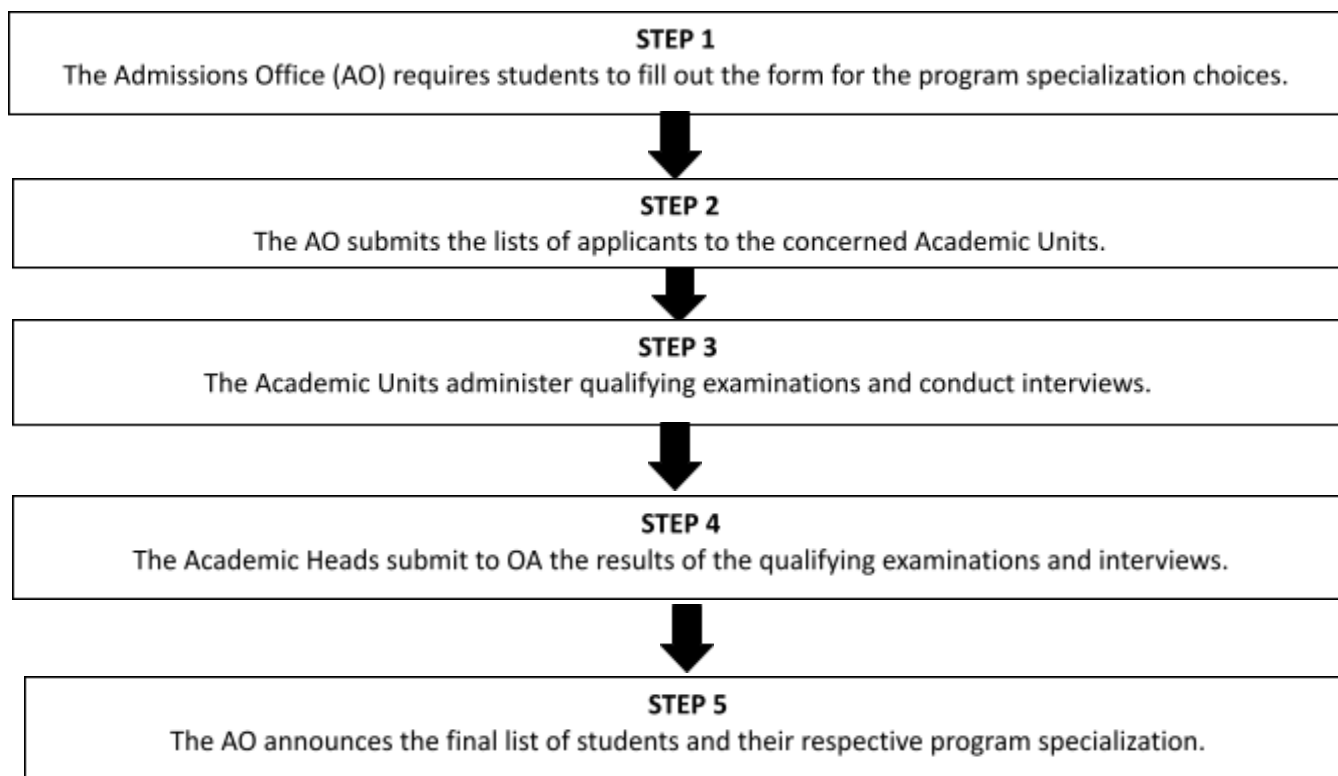 STEP 1
The Admissions Office (AO) requires students to fill out the form for the program specialization choices.
STEP 2
The AO submits the lists of applicants to the concerned Academic Units.
STEP 3
The Academic Units administer qualifying examinations and conduct interviews.
STEP 4
The Academic Heads submit to OA the results of the qualifying examinations and interviews.
STEP 5
The AO announces the final list of students and their respective program specialization.